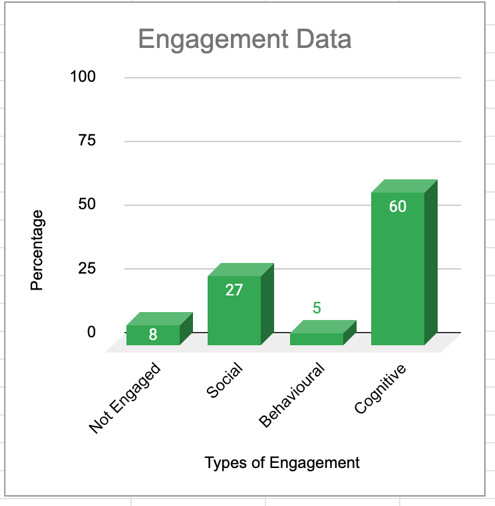 Engagement Data
Percentage
100
75
50
25
0
8
27
5
60
Not Engaged
Social
Behavioural
Cognitive
Types of Engagement